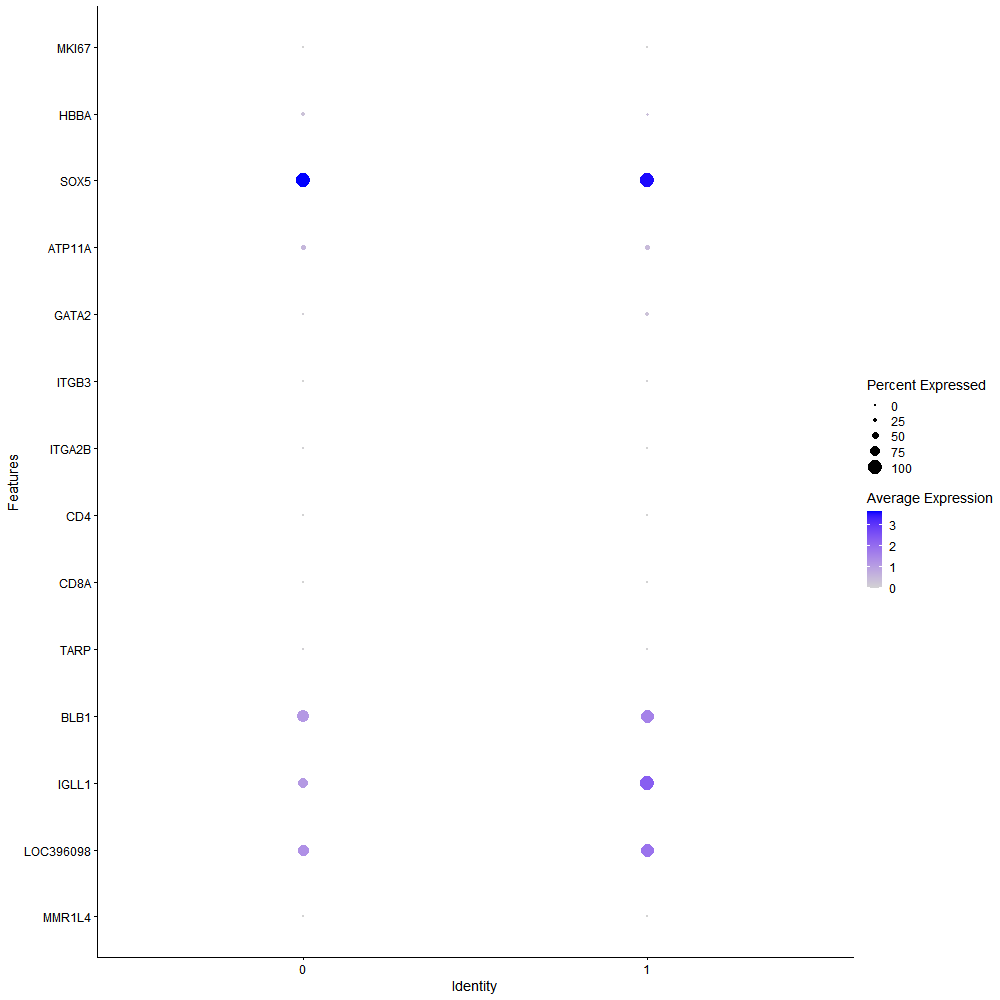 MKI67
HBBA
SOX5
ATP11A
GATA2
ITGB3
ITGA2B
CD4
CD8A
TARP
BLB1
IGLL1
LOC396098
MMR1L4
Features
0 1
Identity
Percent Expressed
0
25
50
75
100
Average Expression
3
2
1
0